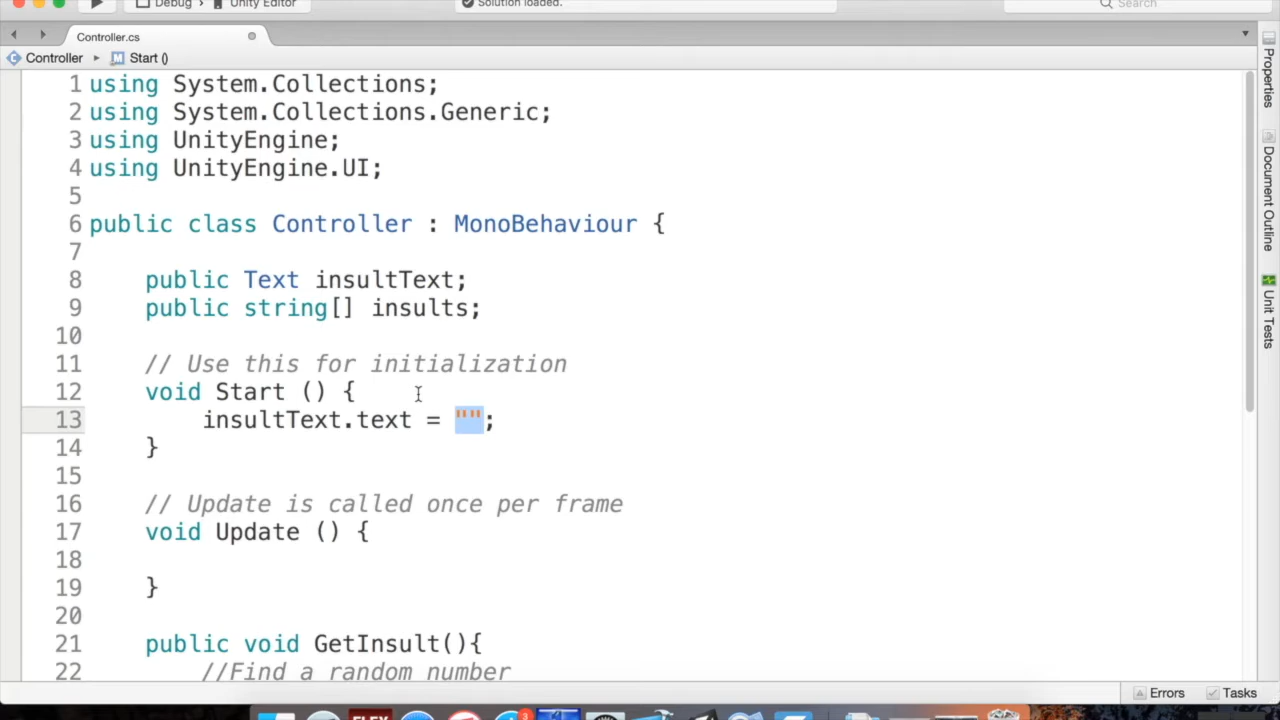 Debug
Unity Editor
Solution loaded.
Search
Controller.cs
Controller
M Start ()
1 using System.Collections;
2 using System.Collections.Generic;
3 using UnityEngine;
4 using UnityEngine.UI;
5
6 public class Controller : MonoBehaviour {
7
8 public Text insultText;
9 public string[] insults;
10
11 // Use this for initialization
12 void Start () {
13 insultText.text = "";
14 }
15
16 // Update is called once per frame
17 void Update () {
18
19 }
20
21 public void GetInsult(){
22 //Find a random number
Properties
Document Outline
Unit Tests
Errors
Tasks
FLEX
3